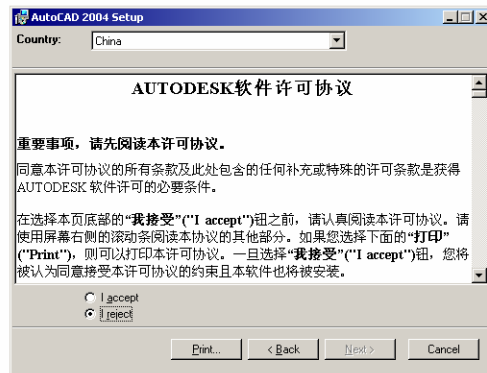 AutoCAD 2004 Setup
Country: China
AUTODESK软件许可协议
重要事项，请先阅读本许可协议。
同意本许可协议的所有条款及此处包含的任何补充或特殊的许可条款是获得
AUTODESK 软件许可的必要条件。
在选择本页底部的“我接受”("I accept")钮之前，请认真阅读本许可协议。请
使用屏幕右侧的滚动条阅读本协议的其他部分。如果您选择下面的“打印”
("Print")，则可以打印本许可协议。一旦选择“我接受”("I accept")钮，您将
被认为同意接受本许可协议的约束且本软件也将被安装。
I accept
I reject
Print... < Back Next > Cancel